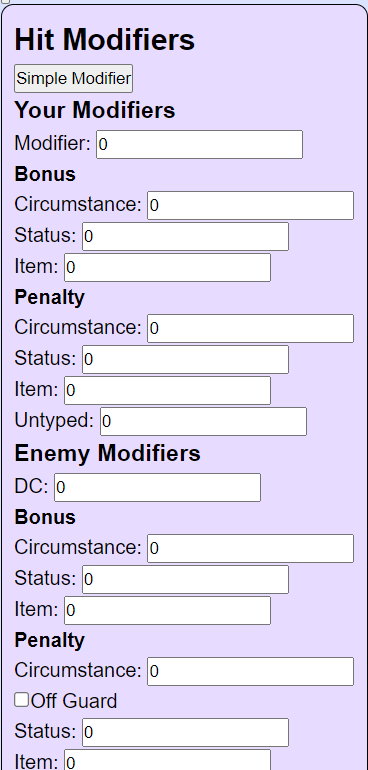 Hit Modifiers
Simple Modifier
Your Modifiers
Modifier: 0
Bonus
Circumstance: 0
Status: 0
Item: 0
Penalty
Circumstance: 0
Status: 0
Item: 0
Untyped: 0
Enemy Modifiers
DC: 0
Bonus
Circumstance: 0
Status: 0
Item: 0
Penalty
Circumstance: 0
Off Guard
Status: 0
Item: 0